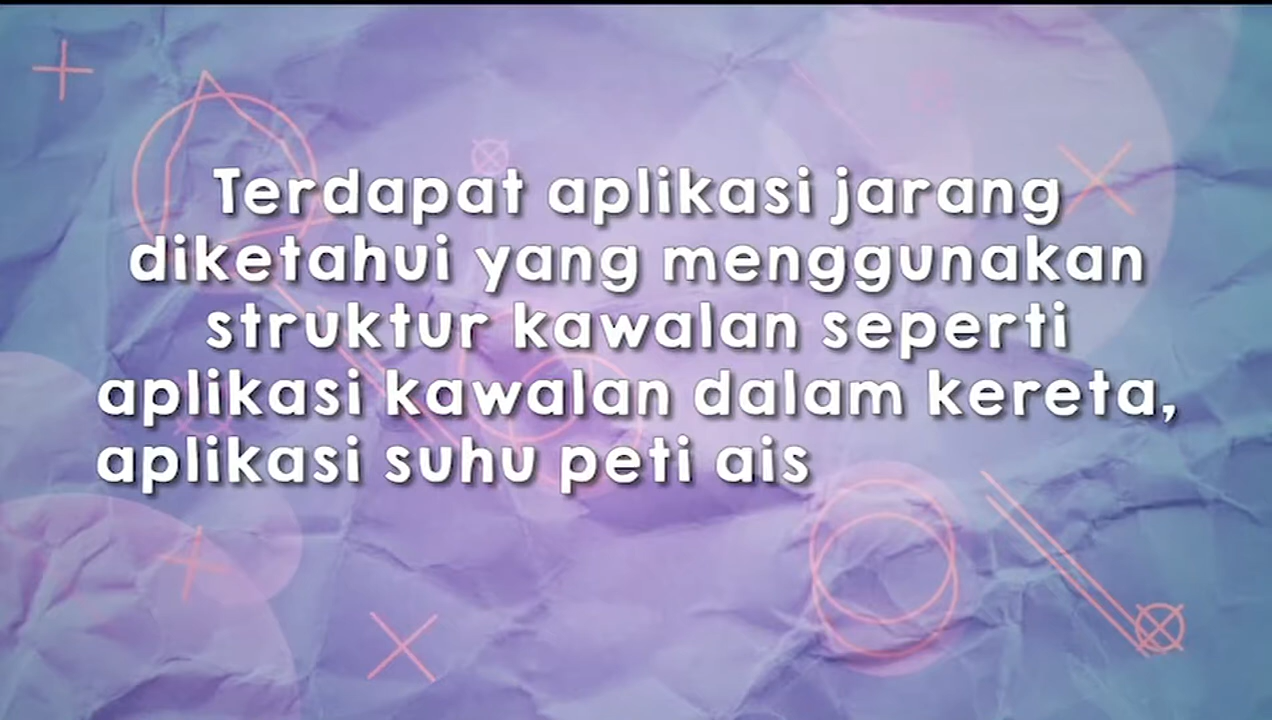 Terdapat aplikasi jarang
diketahui yang menggunakan
struktur kawalan seperti
aplikasi kawalan dalam kereta,
aplikasi suhu peti ais